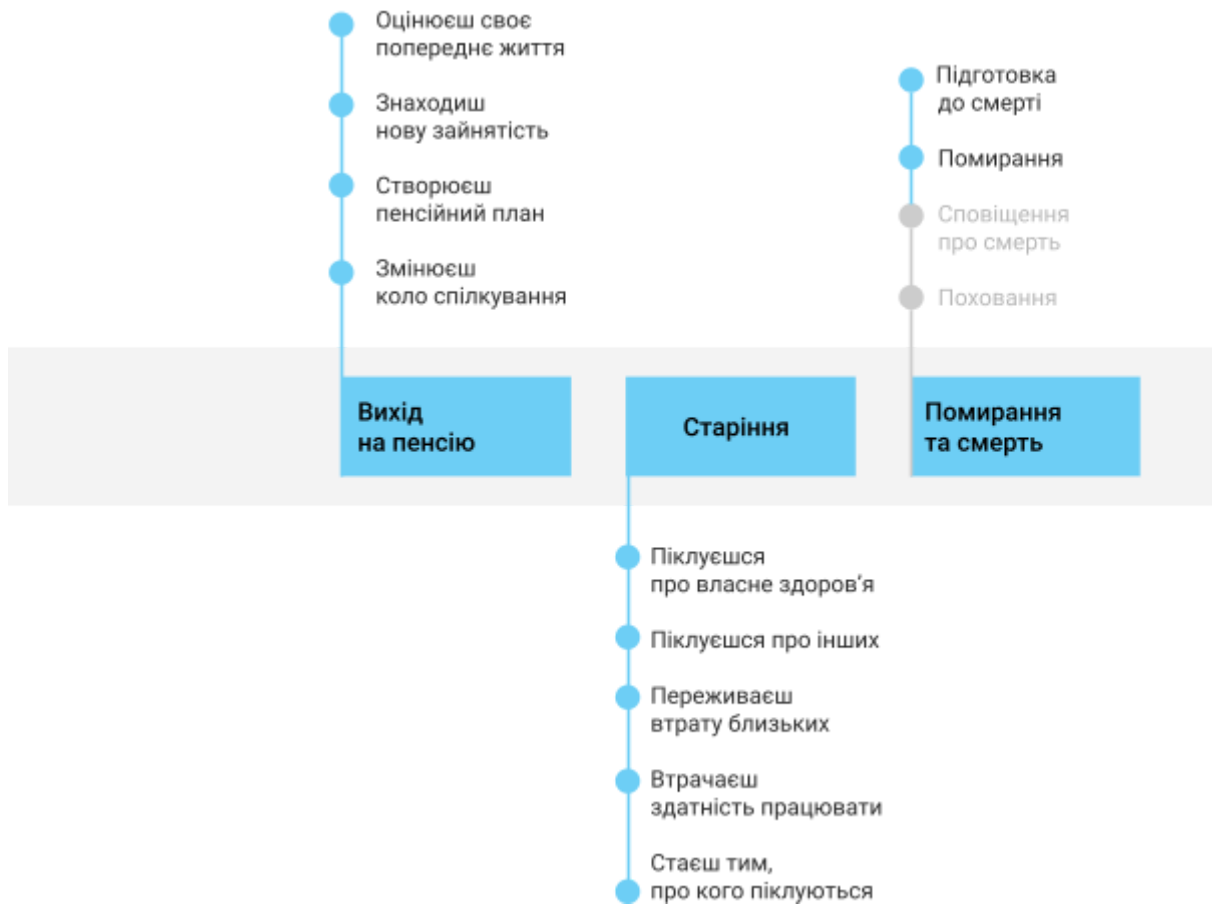 Оцінюєш своє
попереднє життя
Знаходиш
нову зайнятість
Створюєш
пенсійний план
Змінюєш
коло спілкування
Підготовка
до смерті
Помирання
Сповіщення
про смерть
Поховання
Вихід
на пенсію
Старіння
Помирання
та смерть
Піклуєшся
про власне здоров’я
Піклуєшся про інших
Переживаєш
втрату близьких
Втрачаєш
здатність працювати
Стаєш тим,
про кого піклуються